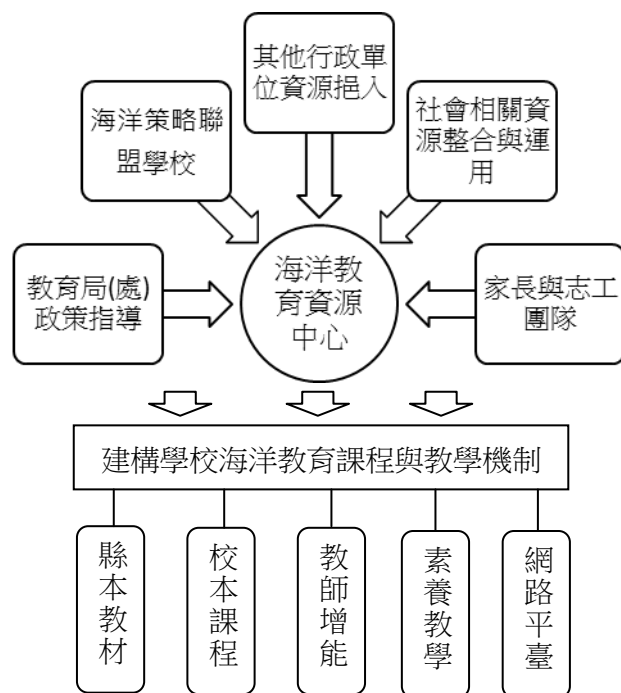 其他行政單
位資源挹入
海洋策略聯
盟學校
社會相關資
源整合與運
用
教育局(處)
政策指導
海洋教
育資源
中心
家長與志工
團隊
建構學校海洋教育課程與教學機制
縣本教材
校本課程
教師增能
素養教學
網路平臺